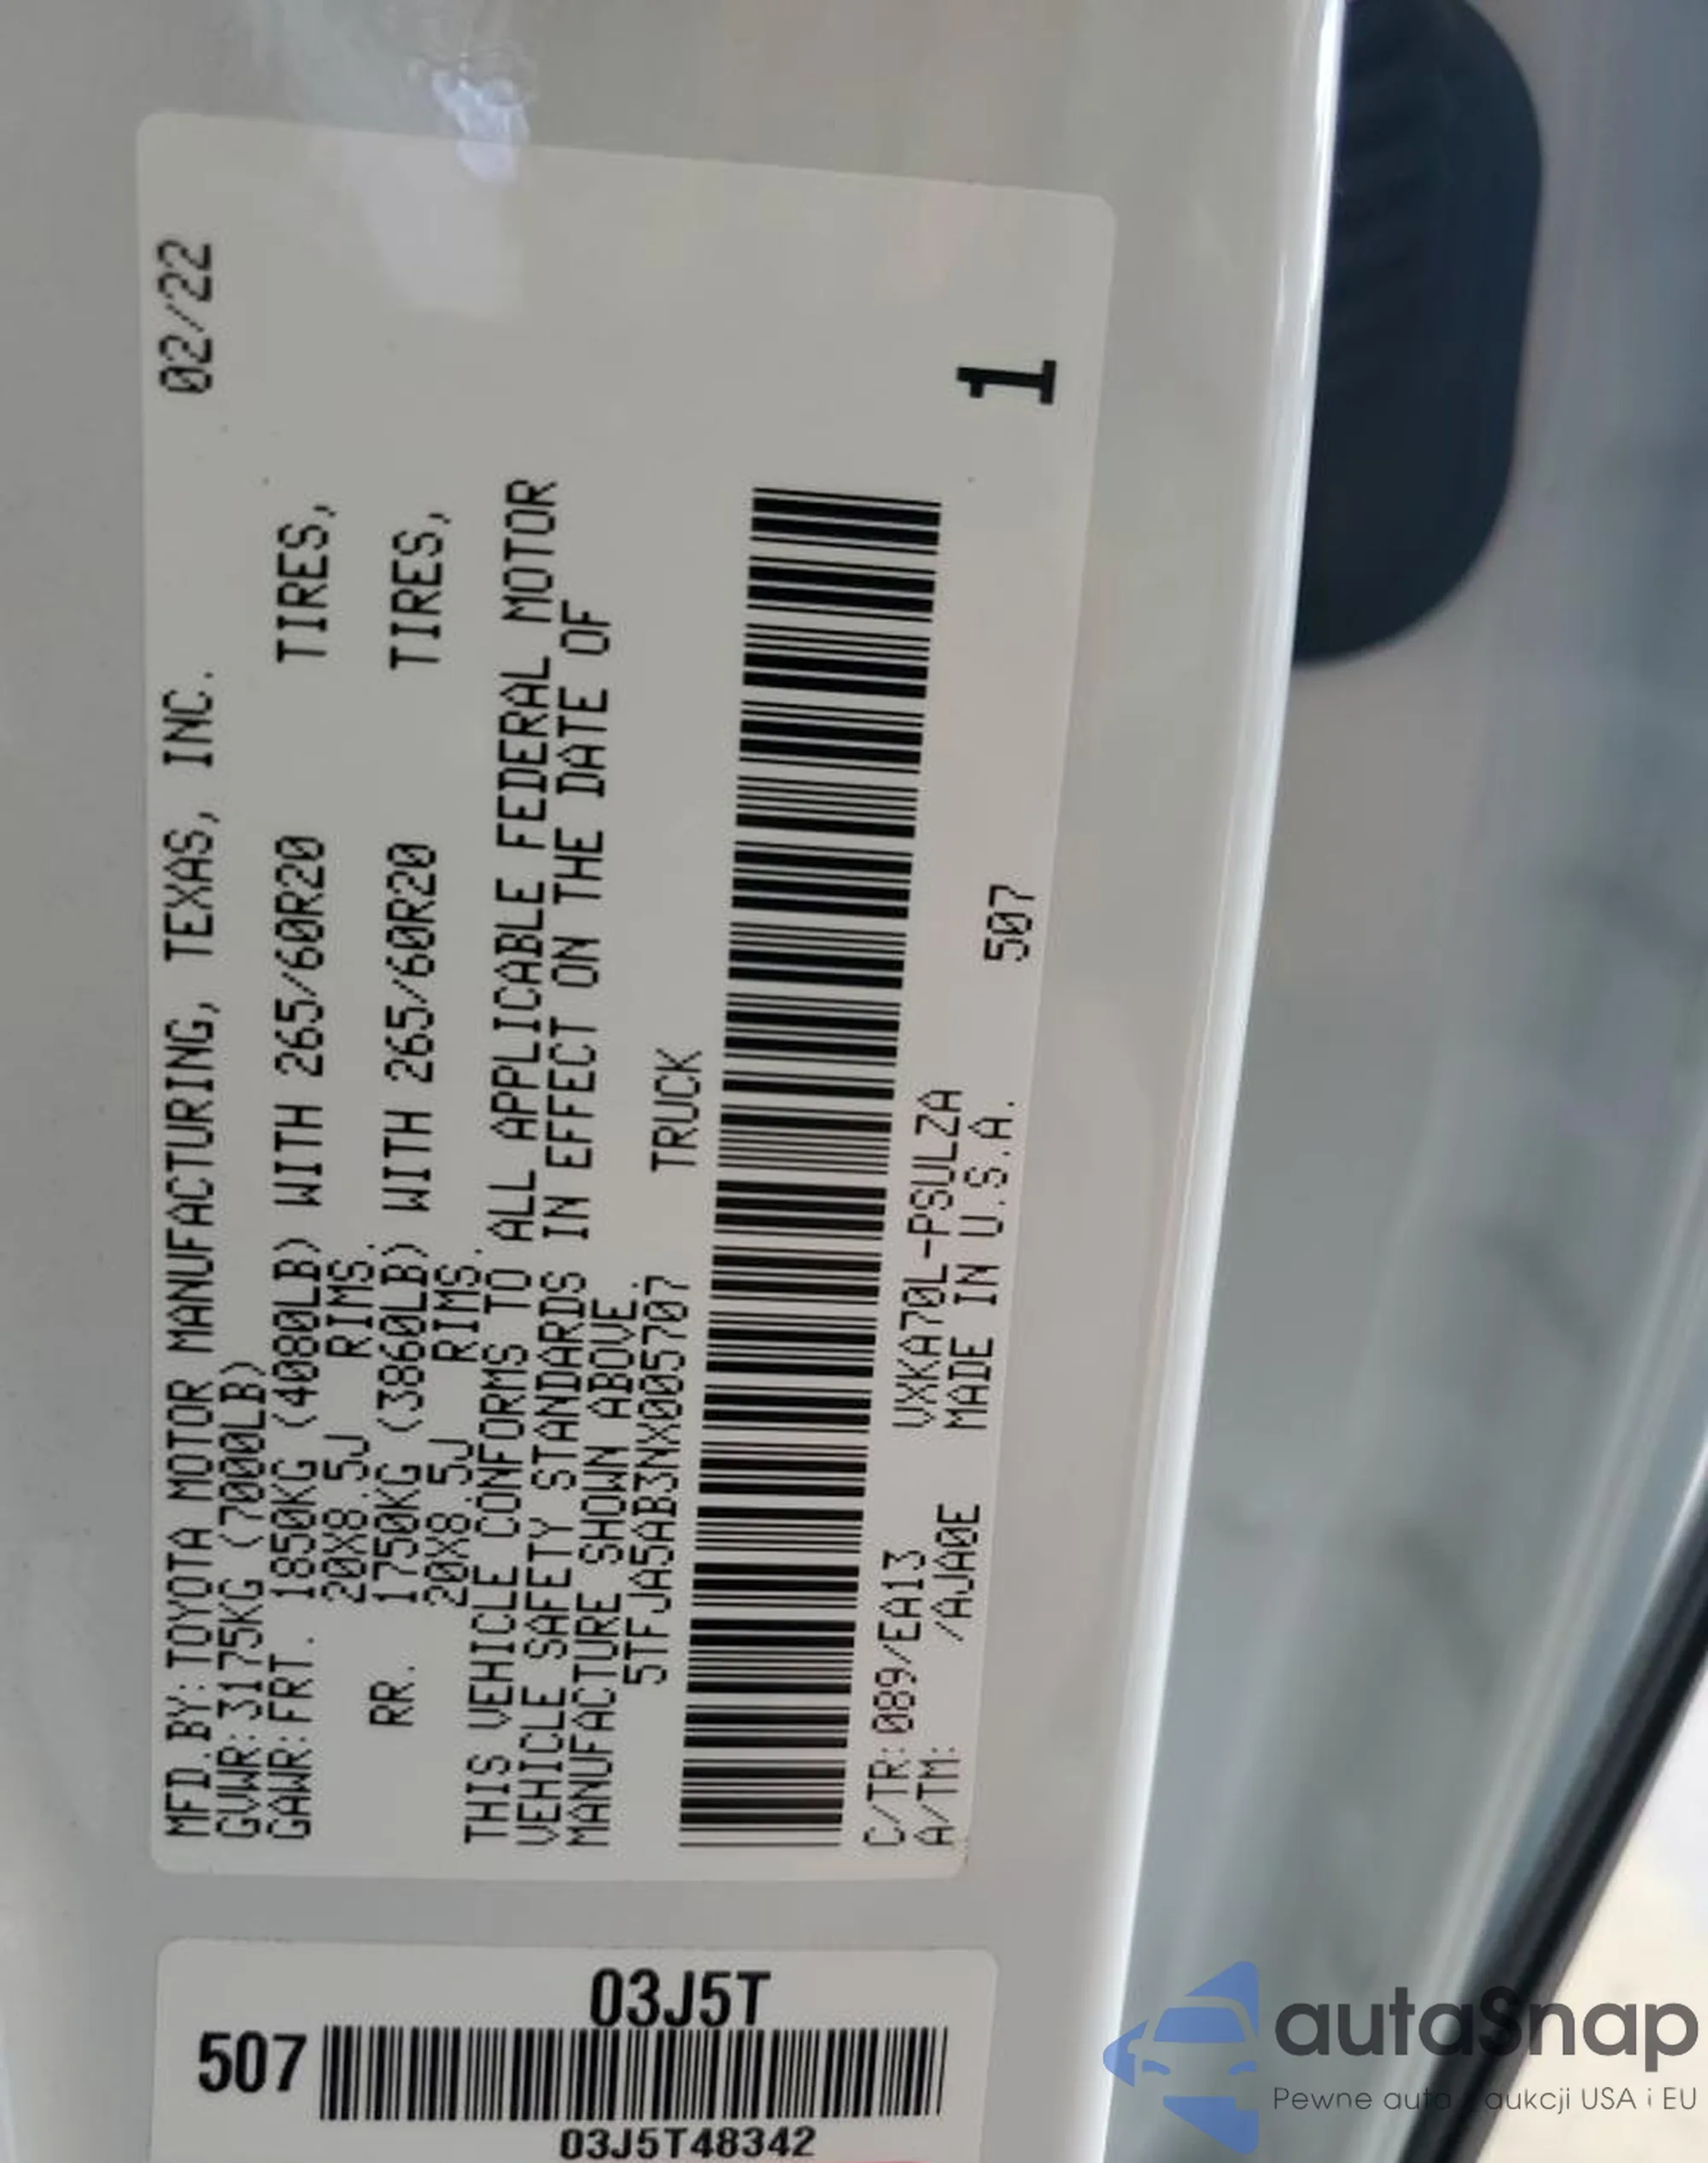 MFD.BY:TOYOTA MOTOR MANUFACTURING, TEXAS, INC. 02/22
GVWR:3175KG (7000LB)
GAWR:FRT. 1850KG (4080LB) WITH 265/60R20 TIRES,
20X8.5J RIMS.
RR. 1750KG (3860LB) WITH 265/60R20 TIRES,
20X8.5J RIMS.
THIS VEHICLE CONFORMS TO ALL APPLICABLE FEDERAL MOTOR
VEHICLE SAFETY STANDARDS IN EFFECT ON THE DATE OF
MANUFACTURE SHOWN ABOVE.
5TFJA5AB3NX005707 TRUCK
C/TR:089/EA13 VXKA70L-PSULZA
A/TM: /AJA0E MADE IN U.S.A. 507
1
03J5T
507
03J5T48342
autaSnap
Pewne auta aukcji USA i EU